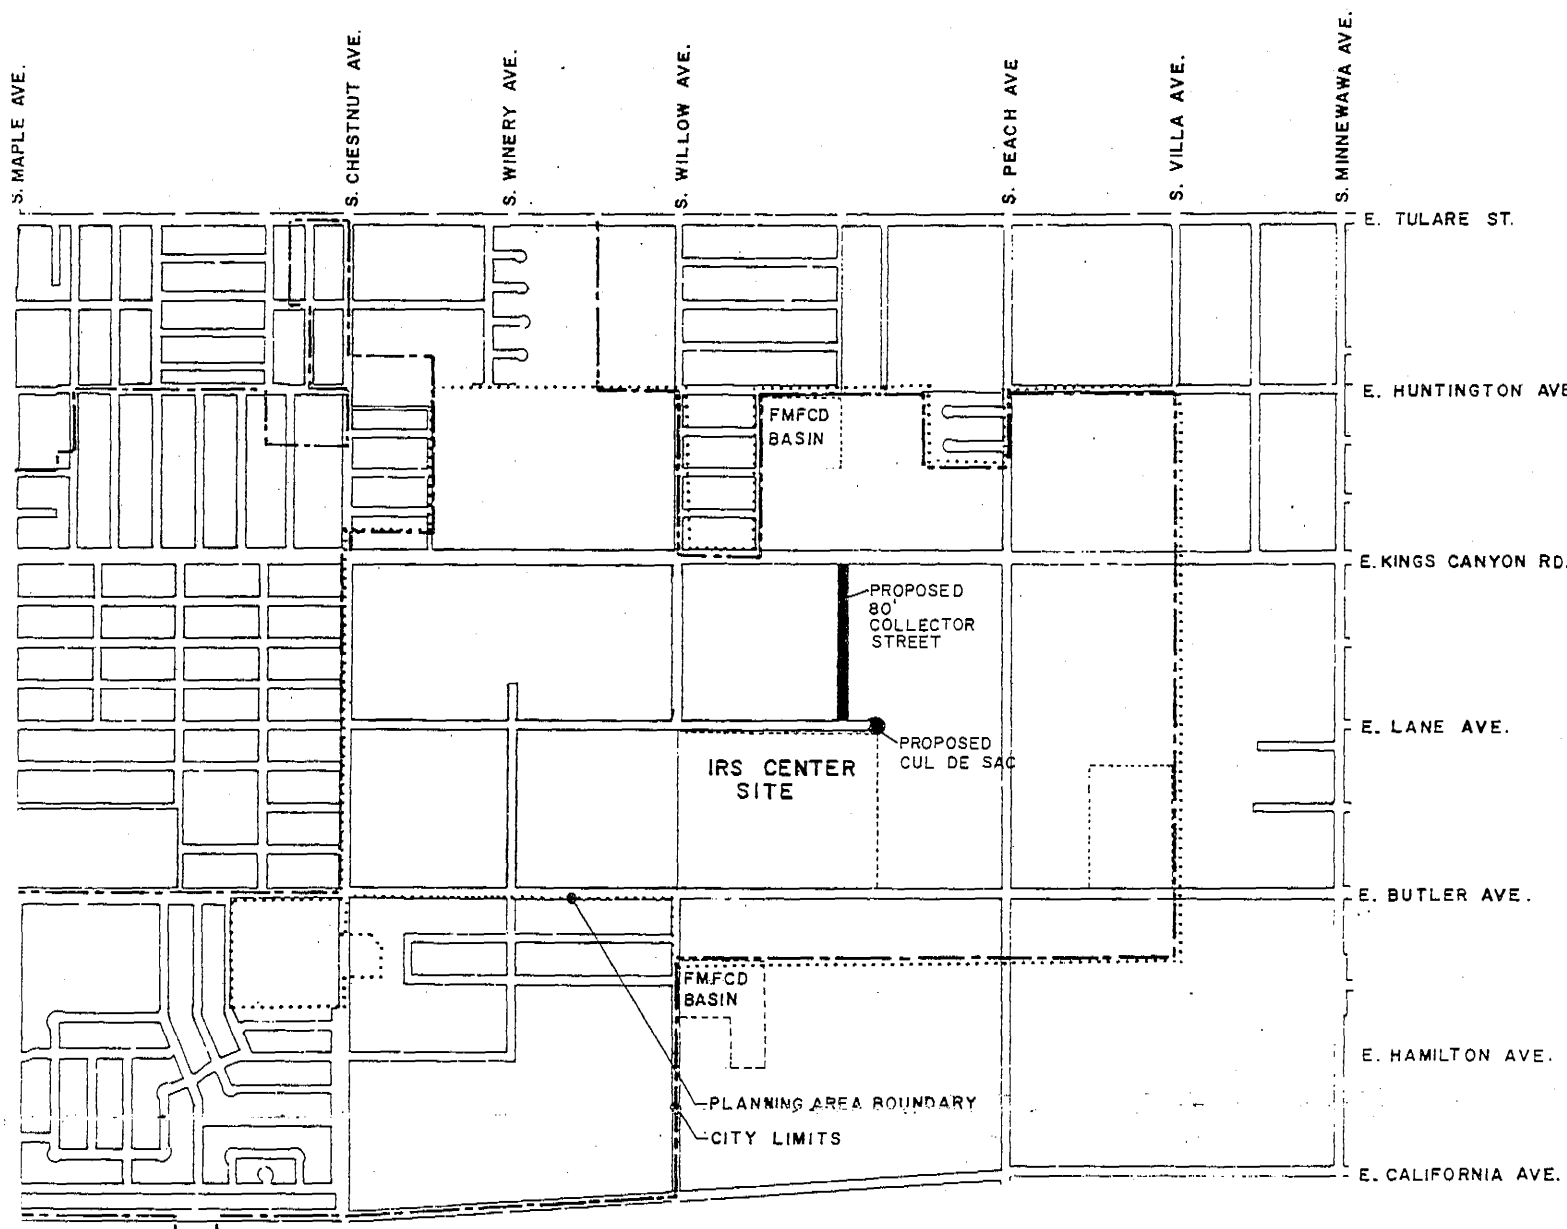 S. MAPLE AVE.
S. CHESTNUT AVE.
S. WINERY AVE.
S. WILLOW AVE.
S. PEACH AVE
S. VILLA AVE.
S. MINNEWAWA AVE.
E. TULARE ST.
E. HUNTINGTON AVE
FMFCD
BASIN
E. KINGS CANYON RD.
PROPOSED
80'
COLLECTOR
STREET
E. LANE AVE.
PROPOSED
CUL DE SAC
IRS CENTER
SITE
E. BUTLER AVE.
FMFCD
BASIN
E. HAMILTON AVE.
PLANNING AREA BOUNDARY
CITY LIMITS
E. CALIFORNIA AVE.